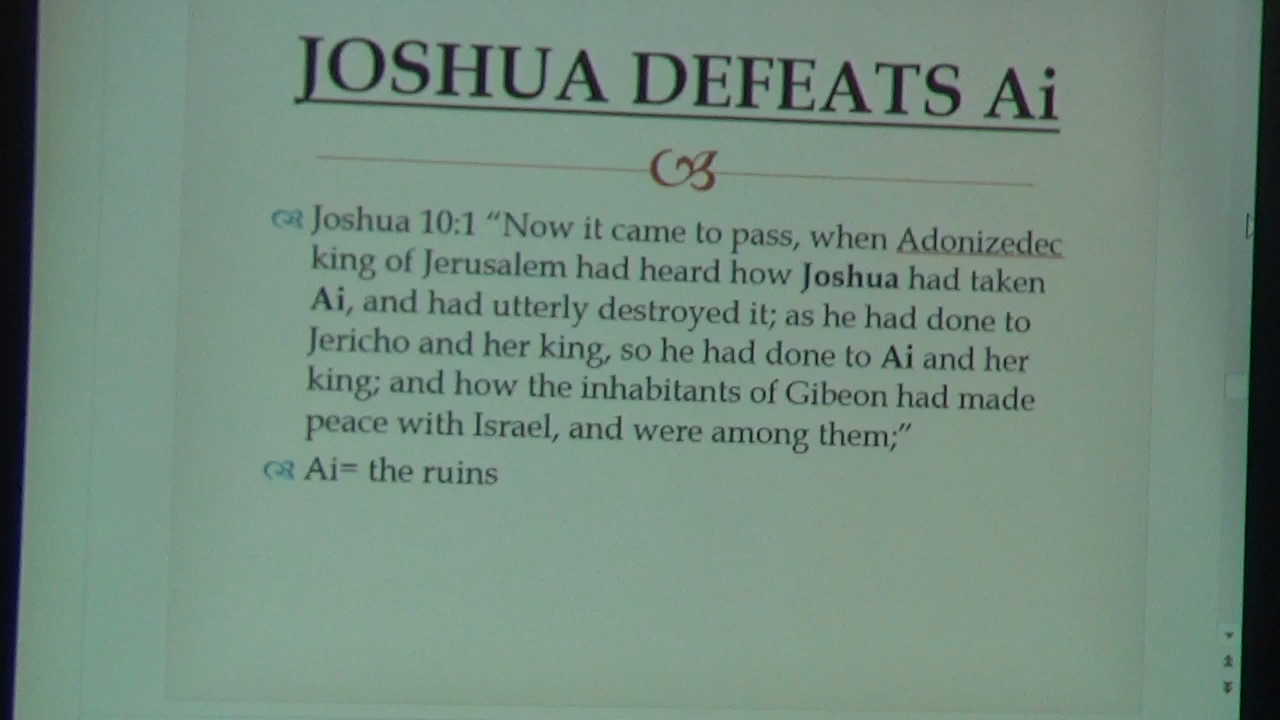 JOSHUA DEFEATS Ai
Joshua 10:1 “Now it came to pass, when Adonizedec
king of Jerusalem had heard how Joshua had taken
Ai, and had utterly destroyed it; as he had done to
Jericho and her king, so he had done to Ai and her
king; and how the inhabitants of Gibeon had made
peace with Israel, and were among them;”
Ai= the ruins